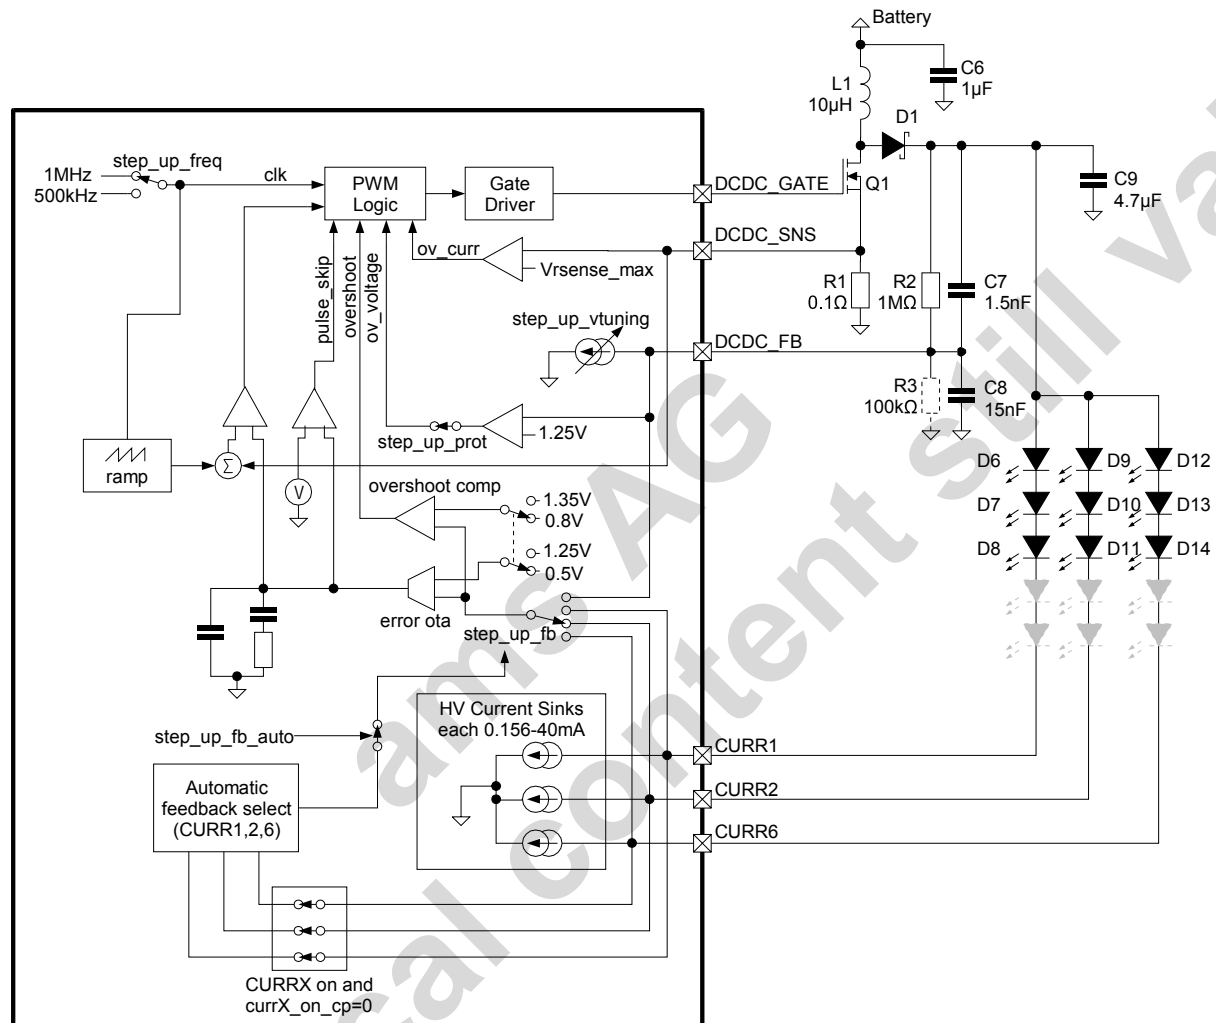 Battery
L1
10µH
C6
1µF
D1
step_up_freq
1MHz
500kHz
clk
PWM
Logic
Gate
Driver
DCDC_GATE
Q1
C9
4.7µF
DCDC_SNS
ov_curr
Vrsense_max
pulse_skip
overshoot
ov_voltage
R1
0.1Ω
R2
1MΩ
C7
1.5nF
step_up_vtuning
DCDC_FB
R3
100kΩ
C8
15nF
step_up_prot
1.25V
ramp
Σ
V
overshoot comp
1.35V
0.8V
1.25V
0.5V
error ota
step_up_fb
D6
D9
D12
D7
D10
D13
D8
D11
D14
HV Current Sinks
each 0.156-40mA
step_up_fb_auto
CURR1
Automatic
feedback select
(CURR1,2,6)
CURR2
CURR6
CURRX on and
currX_on_cp=0
ams AG
cal content still va